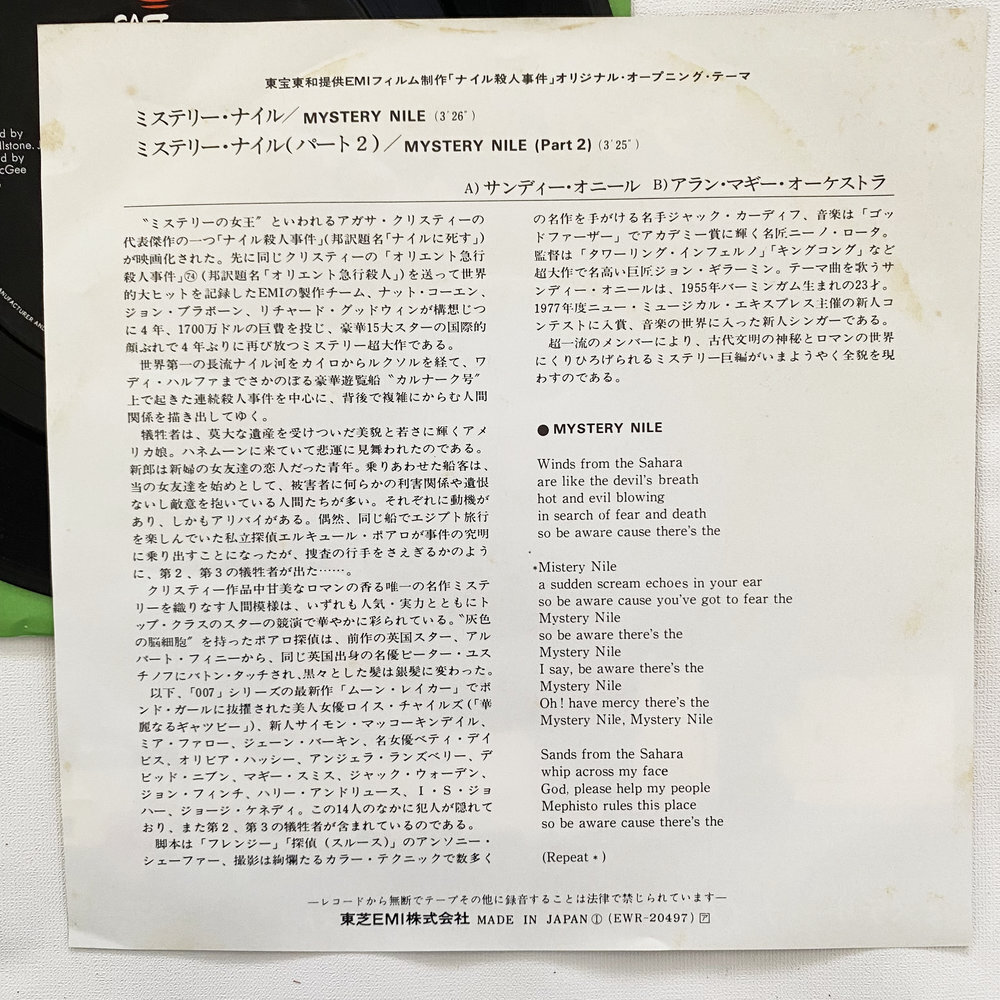 EAST
d by
llstone. J
d by
cGee
MANUFACTURER AND
東宝東和提供EMIフィルム制作「ナイル殺人事件」オリジナル・オープニング・テーマ
ミステリー・ナイル/MYSTERY NILE (3′26″)
ミステリー・ナイル(パート2)/MYSTERY NILE (Part 2) (3′25″)
A)サンディー・オニール B)アラン・マギー・オーケストラ
〝ミステリーの女王〟といわれるアガサ・クリスティーの
代表傑作の一つ「ナイル殺人事件」(邦訳題名「ナイルに死す」)
が映画化された。先に同じクリスティーの「オリエント急行
殺人事件」㉔(邦訳題名「オリエント急行殺人」)を送って世界
的大ヒットを記録したEMIの製作チーム、ナット・コーエン、
ジョン・ブラボーン、リチャード・グッドウィンが構想じつ
に4年、1700万ドルの巨費を投じ、豪華15大スターの国際的
顔ぶれで4年ぶりに再び放つミステリー超大作である。
世界第一の長流ナイル河をカイロからルクソルを経て、ワ
ディ・ハルファまでさかのぼる豪華遊覧船〝カルナーク号〟
上で起きた連続殺人事件を中心に、背後で複雑にからむ人間
関係を描き出してゆく。
犠牲者は、莫大な遺産を受けついだ美貌と若さに輝くアメ
リカ娘。ハネムーンに来ていて悲運に見舞われたのである。
新郎は新婦の女友達の恋人だった青年。乗りあわせた船客は、
当の女友達を始めとして、被害者に何らかの利害関係や遺恨
ないし敵意を抱いている人間たちが多い。それぞれに動機が
あり、しかもアリバイがある。偶然、同じ船でエジプト旅行
を楽しんでいた私立探偵エルキュール・ポアロが事件の究明
に乗り出すことになったが、捜査の行手をさえぎるかのよう
に、第2、第3の犠牲者が出た……。
クリスティー作品中甘美なロマンの香る唯一の名作ミステ
リーを織りなす人間模様は、いずれも人気・実力とともにト
ップ・クラスのスターの競演で華やかに彩られている。〝灰色
の脳細胞〟を持ったポアロ探偵は、前作の英国スター、アル
バート・フィニーから、同じ英国出身の名優ピーター・ユス
チノフにバトン・タッチされ、黒々とした髪は銀髪に変わった。
以下、「007」シリーズの最新作「ムーン・レイカー」でボ
ンド・ガールに抜擢された美人女優ロイス・チャイルズ(「華
麗なるギャツビー」)、新人サイモン・マッコーキンデイル、
ミア・ファロー、ジェーン・バーキン、名女優ベティ・デイ
ビス、オリビア・ハッシー、アンジェラ・ランズベリー、デ
ビッド・ニブン、マギー・スミス、ジャック・ウォーデン、
ジョン・フィンチ、ハリー・アンドリュース、I・S・ジョ
ハー、ジョージ・ケネディ。この14人のなかに犯人が隠れて
おり、また第2、第3の犠牲者が含まれているのである。
脚本は「フレンジー」「探偵(スルース)」のアンソニー・
シェーファー、撮影は絢爛たるカラー・テクニックで数多く
の名作を手がける名手ジャック・カーディフ、音楽は「ゴッ
ドファーザー」でアカデミー賞に輝く名匠ニーノ・ロータ。
監督は「タワーリング・インフェルノ」「キングコング」など
超大作で名高い巨匠ジョン・ギラーミン。テーマ曲を歌うサ
ンディー・オニールは、1955年バーミンガム生まれの23才。
1977年度ニュー・ミュージカル・エキスプレス主催の新人コ
ンテストに入賞、音楽の世界に入った新人シンガーである。
超一流のメンバーにより、古代文明の神秘とロマンの世界
にくりひろげられるミステリー巨編がいまようやく全貌を現
わすのである。
●MYSTERY NILE
Winds from the Sahara
are like the devil's breath
hot and evil blowing
in search of fear and death
so be aware cause there's the
*Mistery Nile
a sudden scream echoes in your ear
so be aware cause you've got to fear the
Mystery Nile
so be aware there's the
Mystery Nile
I say, be aware there's the
Mystery Nile
Oh! have mercy there's the
Mystery Nile, Mystery Nile
Sands from the Sahara
whip across my face
God, please help my people
Mephisto rules this place
so be aware cause there's the
(Repeat *)
―レコードから無断でテープその他に録音することは法律で禁じられています―
東芝EMI株式会社 MADE IN JAPAN Ⓘ (EWR-20497) ㋐